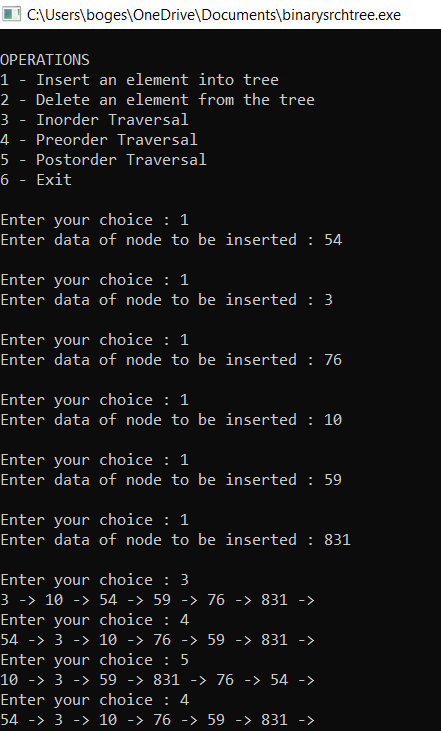 C:\Users\boges\OneDrive\Documents\binarysrchtree.exe
OPERATIONS
1 - Insert an element into tree
2 - Delete an element from the tree
3 - Inorder Traversal
4 - Preorder Traversal
5 - Postorder Traversal
6 - Exit
Enter your choice : 1
Enter data of node to be inserted : 54
Enter your choice : 1
Enter data of node to be inserted : 3
Enter your choice : 1
Enter data of node to be inserted : 76
Enter your choice : 1
Enter data of node to be inserted : 10
Enter your choice : 1
Enter data of node to be inserted : 59
Enter your choice : 1
Enter data of node to be inserted : 831
Enter your choice : 3
3 -> 10 -> 54 -> 59 -> 76 -> 831 ->
Enter your choice : 4
54 -> 3 -> 10 -> 76 -> 59 -> 831 ->
Enter your choice : 5
10 -> 3 -> 59 -> 831 -> 76 -> 54 ->
Enter your choice : 4
54 -> 3 -> 10 -> 76 -> 59 -> 831 ->